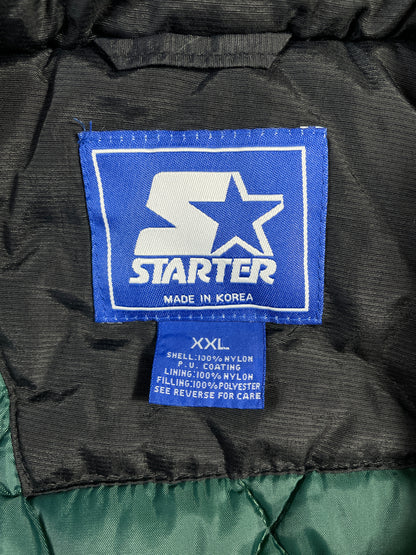 STARTER
MADE IN KOREA
XXL
SHELL:100% NYLON
P.U. COATING
LINING:100% NYLON
FILLING:100% POLYESTER
SEE REVERSE FOR CARE